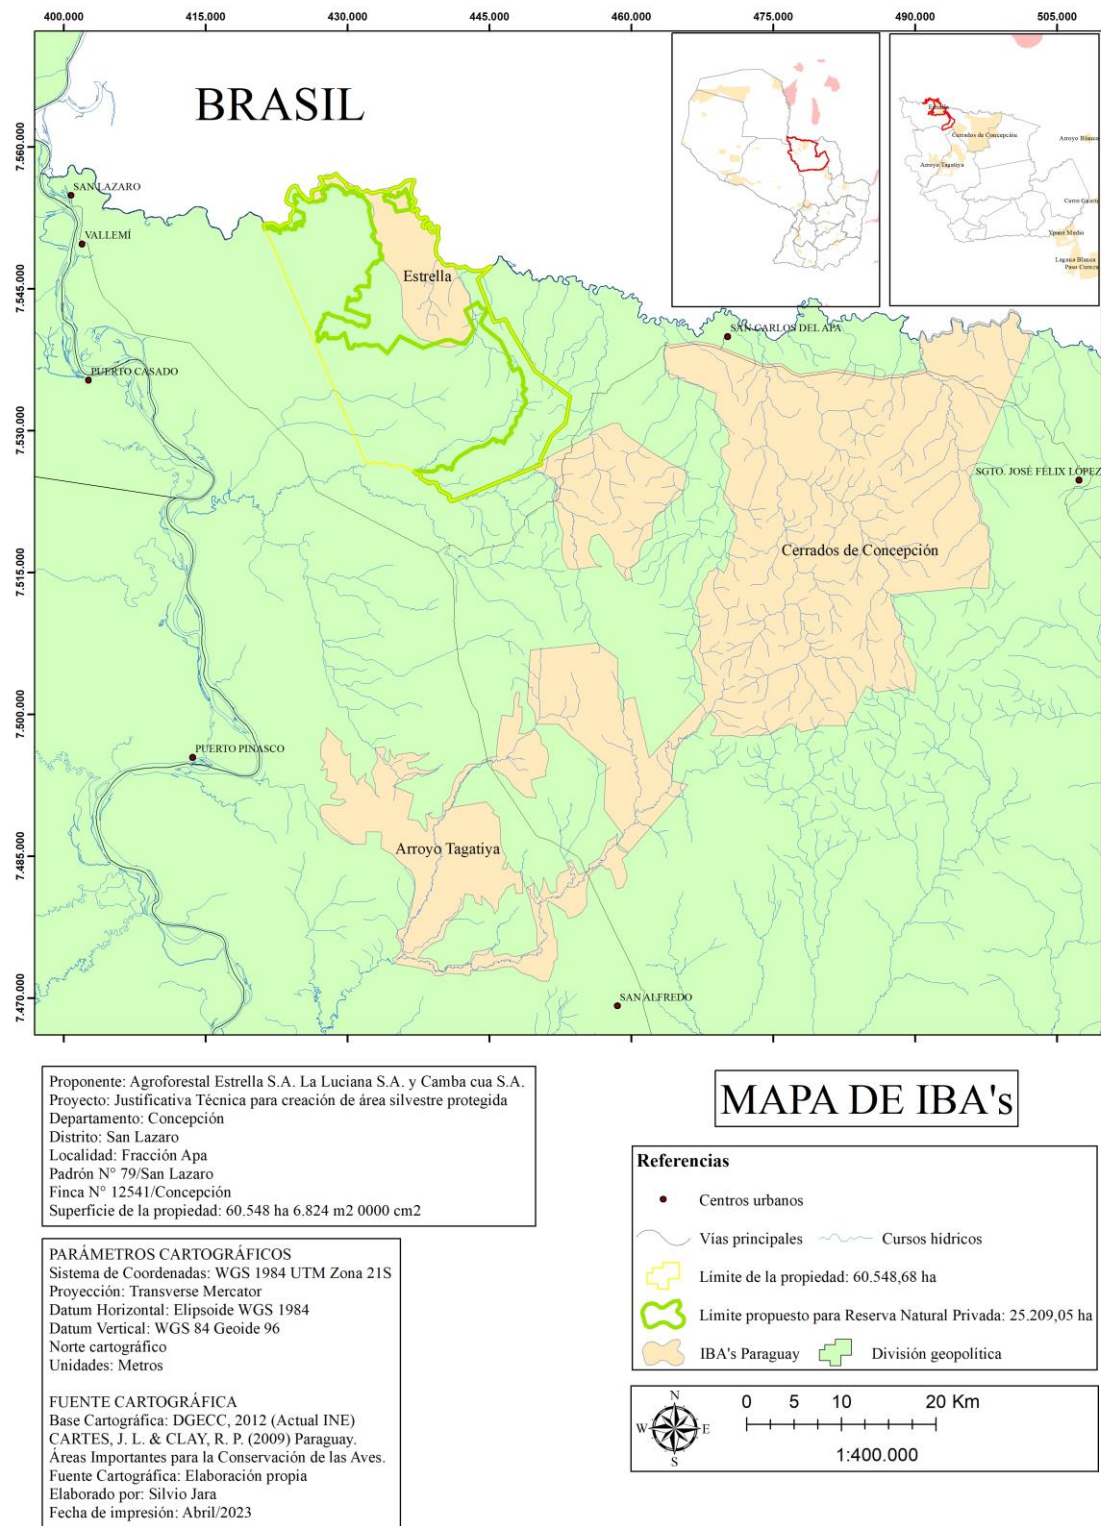 400.000 415.000 430.000 445.000 460.000 475.000 490.000 505.000
7.560.000
7.445.000
7.530.000
7.515.000
7.500.000
7.485.000
7.470.000
BRASIL
Estrella
Cerrados de Concepción
Arroyo Blanco
Arroyo Tagatiya
Ypane Medio
Laguna Blanca
SAN LAZARO
VALLEMÍ
Estrella
SAN CARLOS DEL APA
PUERTO CASADO
SGTO. JOSÉ FÉLIX LÓPEZ
Cerrados de Concepción
PUERTO PINASCO
Arroyo Tagatiya
SAN ALFREDO
Proponente: Agroforestal Estrella S.A. La Luciana S.A. y Camba cua S.A.
Proyecto: Justificativa Técnica para creación de área silvestre protegida
Departamento: Concepción
Distrito: San Lazaro
Localidad: Fracción Apa
Padrón N° 79/San Lazaro
Finca N° 12541/Concepción
Superficie de la propiedad: 60.548 ha 6.824 m2 0000 cm2
PARÁMETROS CARTOGRÁFICOS
Sistema de Coordenadas: WGS 1984 UTM Zona 21S
Proyección: Transverse Mercator
Datum Horizontal: Elipsoide WGS 1984
Datum Vertical: WGS 84 Geoide 96
Norte cartográfico
Unidades: Metros
FUENTE CARTOGRÁFICA
Base Cartográfica: DGECC, 2012 (Actual INE)
CARTES, J. L. & CLAY, R. P. (2009) Paraguay.
Áreas Importantes para la Conservación de las Aves.
Fuente Cartográfica: Elaboración propia
Elaborado por: Silvio Jara
Fecha de impresión: Abril/2023
MAPA DE IBA's
Referencias
Centros urbanos
Vías principales Cursos hídricos
Límite de la propiedad: 60.548,68 ha
Límite propuesto para Reserva Natural Privada: 25.209,05 ha
IBA's Paraguay División geopolítica
N
W E
S
0 5 10 20 Km
1:400.000